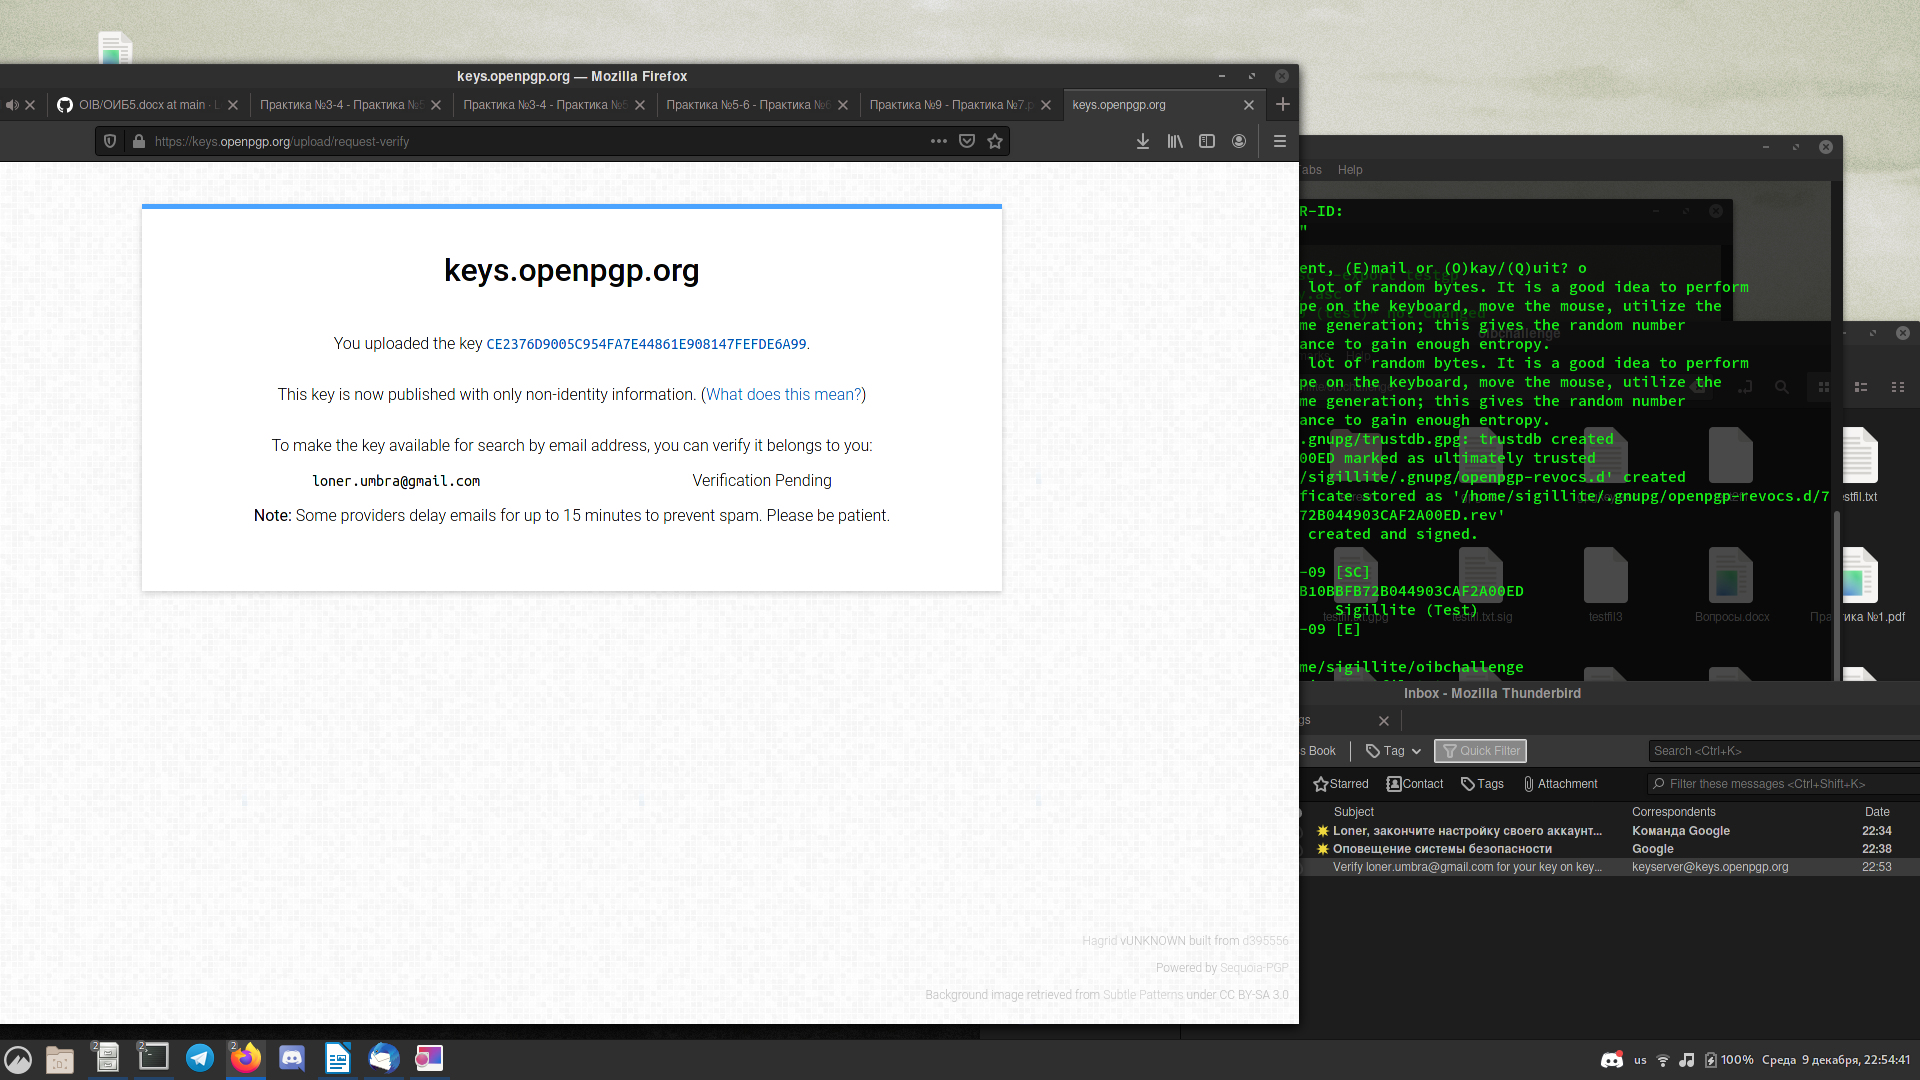 keys.openpgp.org — Mozilla Firefox
OIB/ОИБ5.docx at main · L
Практика №3-4 - Практика №
Практика №3-4 - Практика №
Практика №5-6 - Практика №
Практика №9 - Практика №7.p
keys.openpgp.org
https://keys.openpgp.org/upload/request-verify
keys.openpgp.org
You uploaded the key CE2376D9005C954FA7E44861E908147FEFDE6A99.
This key is now published with only non-identity information. (What does this mean?)
To make the key available for search by email address, you can verify it belongs to you:
loner.umbra@gmail.com Verification Pending
Note: Some providers delay emails for up to 15 minutes to prevent spam. Please be patient.
Hagrid vUNKNOWN built from d395556
Powered by Sequoia-PGP
Background image retrieved from Subtle Patterns under CC BY-SA 3.0
abs Help
R-ID:
"
ent, (E)mail or (O)kay/(Q)uit? o
lot of random bytes. It is a good idea to perform
pe on the keyboard, move the mouse, utilize the
me generation; this gives the random number
ance to gain enough entropy.
lot of random bytes. It is a good idea to perform
pe on the keyboard, move the mouse, utilize the
me generation; this gives the random number
ance to gain enough entropy.
.gnupg/trustdb.gpg: trustdb created
00ED marked as ultimately trusted
/sigillite/.gnupg/openpgp-revocs.d' created
ficate stored as '/home/sigillite/.gnupg/openpgp-revocs.d/7
72B044903CAF2A00ED.rev'
created and signed.
-09 [SC]
B10BBFB72B044903CAF2A00ED
Sigillite (Test)
-09 [E]
me/sigillite/oibchallenge
oibchallenge
estfil.txt
testfil.txt.sig
testfil3
Вопросы.docx
Практика №1.pdf
Inbox - Mozilla Thunderbird
gs
s Book Tag Quick Filter Search <Ctrl+K>
Starred Contact Tags Attachment Filter these messages <Ctrl+Shift+K>
Subject Correspondents Date
Loner, закончите настройку своего аккаунт... Команда Google 22:34
Оповещение системы безопасности Google 22:38
Verify loner.umbra@gmail.com for your key on key... keyserver@keys.openpgp.org 22:53
2
2
2
us 100% Среда 9 декабря, 22:54:41